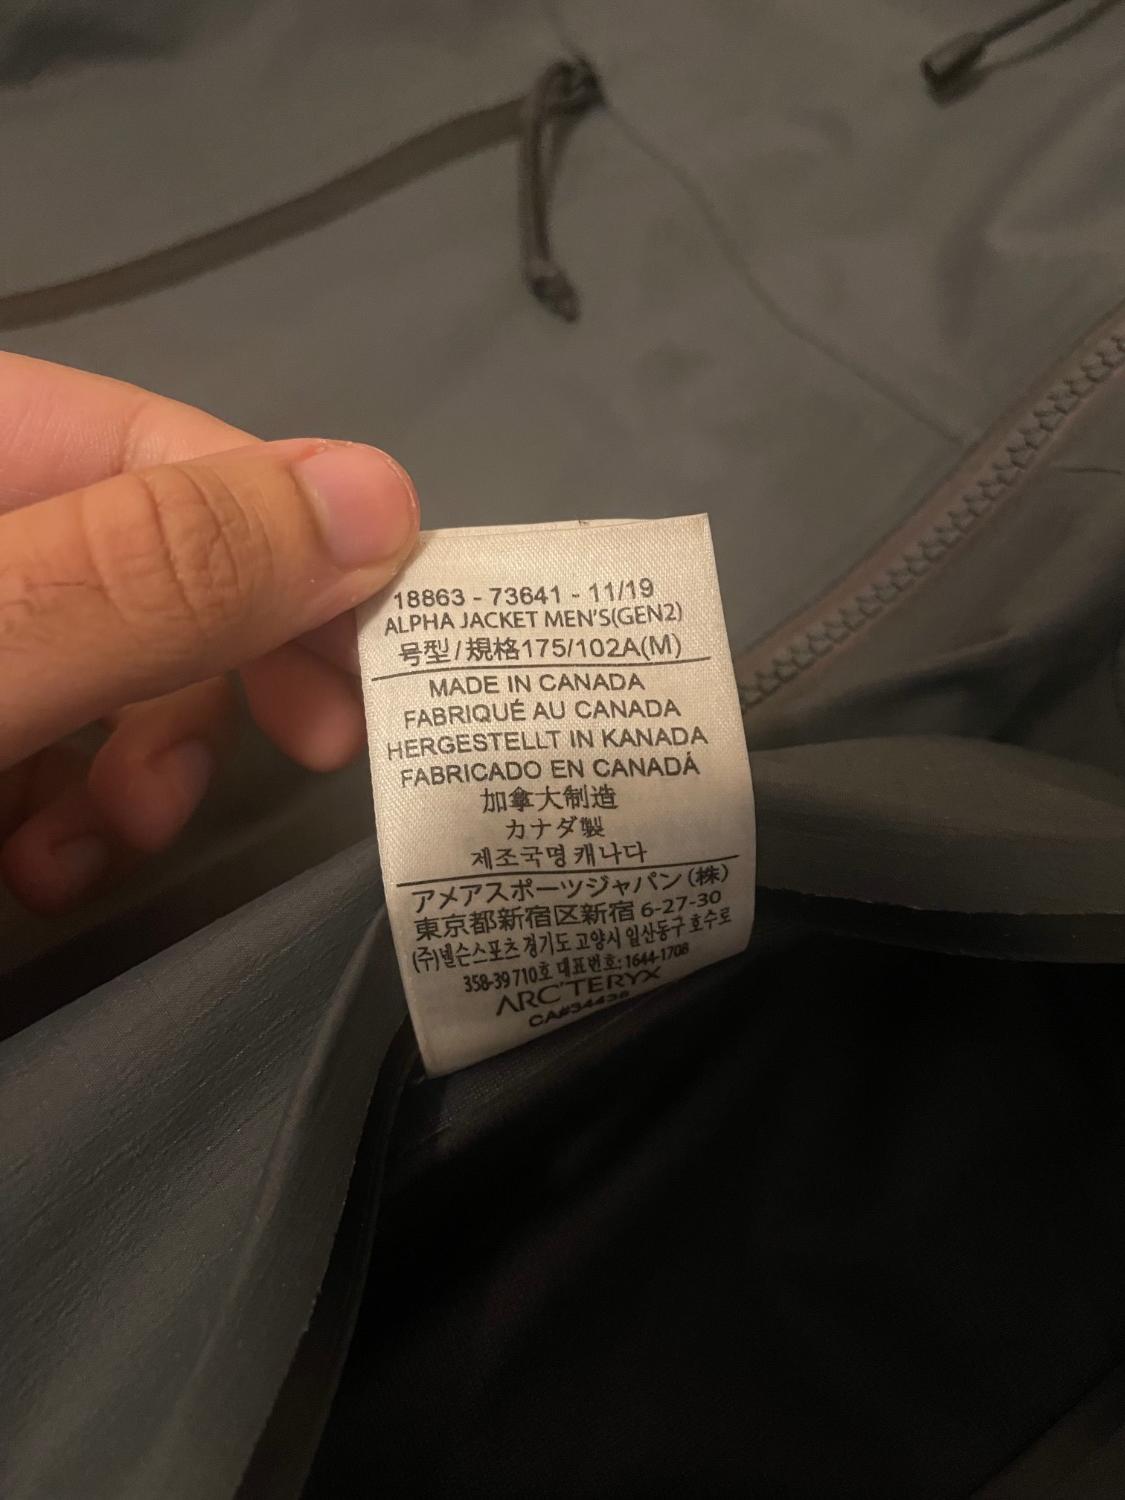 18863 - 73641 - 11/19
ALPHA JACKET MEN'S(GEN2)
号型/規格175/102A(M)
MADE IN CANADA
FABRIQUÉ AU CANADA
HERGESTELLT IN KANADA
FABRICADO EN CANADÁ
加拿大制造
カナダ製
제조국명 캐나다
アメアスポーツジャパン(株)
東京都新宿区新宿 6-27-30
(주)넬슨스포츠 경기도 고양시 일산동구 호수로
358-39 710호 대표번호: 1644-1708
ARC'TERYX
CA#34436